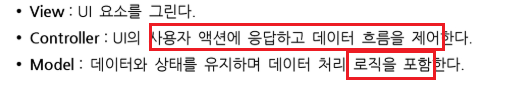 • View : UI 요소를 그린다.
• Controller : UI의 사용자 액션에 응답하고 데이터 흐름을 제어한다.
• Model : 데이터와 상태를 유지하며 데이터 처리 로직을 포함한다.